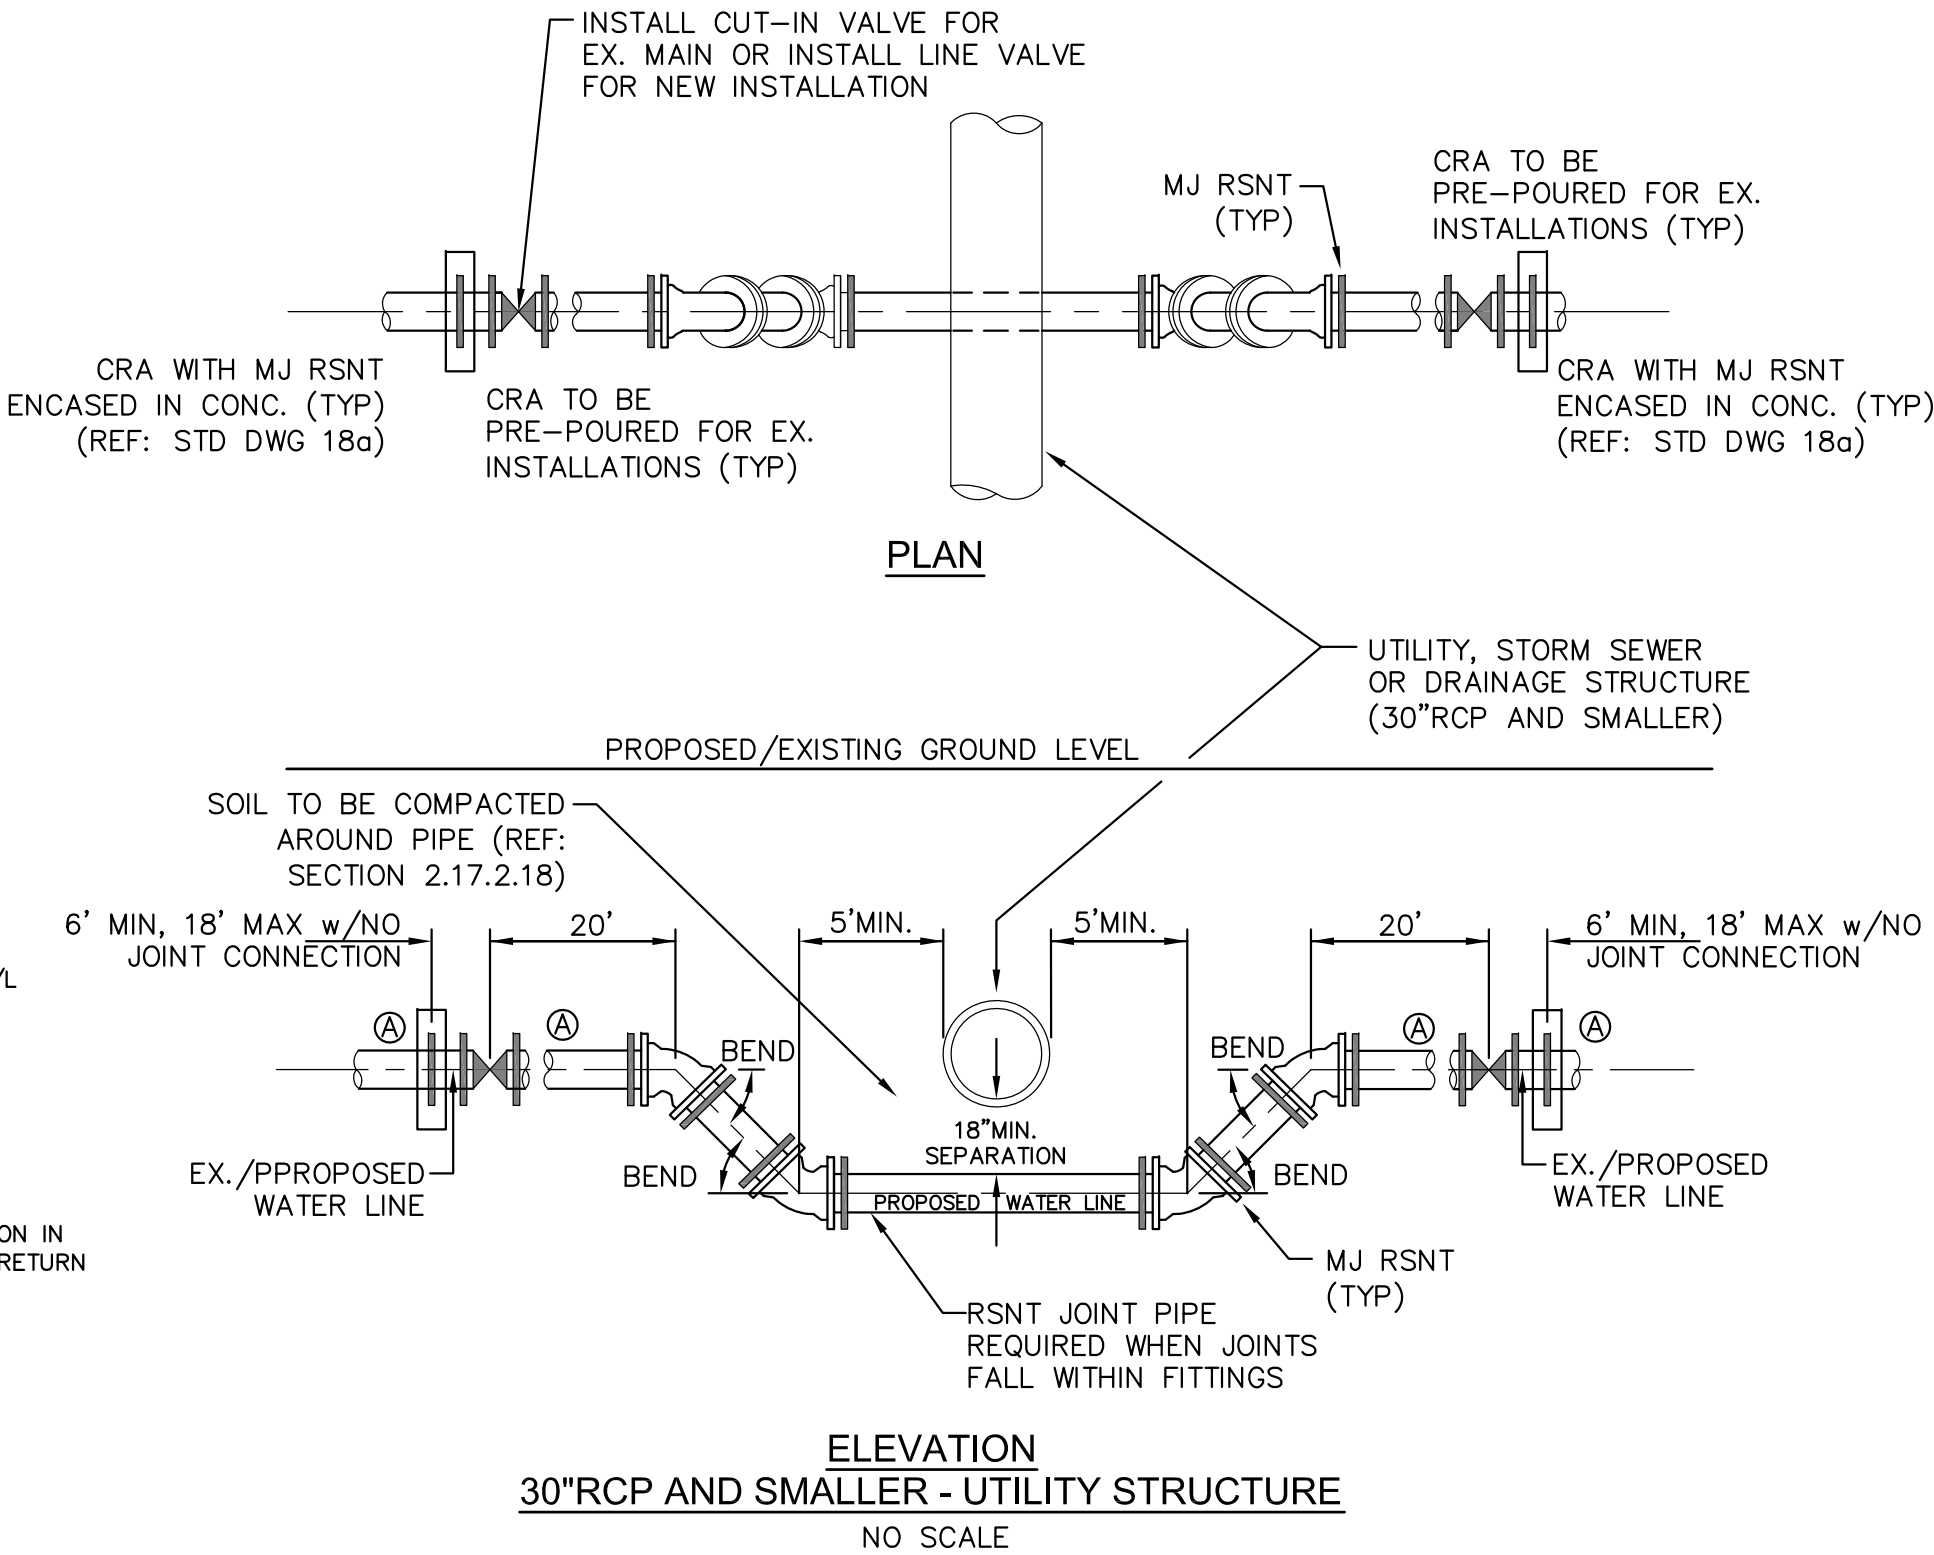 INSTALL CUT-IN VALVE FOR
EX. MAIN OR INSTALL LINE VALVE
FOR NEW INSTALLATION
MJ RSNT
(TYP)
CRA TO BE
PRE-POURED FOR EX.
INSTALLATIONS (TYP)
CRA WITH MJ RSNT
ENCASED IN CONC. (TYP)
(REF: STD DWG 18a)
CRA TO BE
PRE-POURED FOR EX.
INSTALLATIONS (TYP)
CRA WITH MJ RSNT
ENCASED IN CONC. (TYP)
(REF: STD DWG 18a)
PLAN
UTILITY, STORM SEWER
OR DRAINAGE STRUCTURE
(30"RCP AND SMALLER)
PROPOSED/EXISTING GROUND LEVEL
SOIL TO BE COMPACTED
AROUND PIPE (REF:
SECTION 2.17.2.18)
6' MIN, 18' MAX w/NO
JOINT CONNECTION
20'
5'MIN.
5'MIN.
20'
6' MIN, 18' MAX w/NO
JOINT CONNECTION
/L
A
A
BEND
BEND
A
A
18"MIN.
SEPARATION
EX./PPROPOSED
WATER LINE
BEND
PROPOSED WATER LINE
BEND
EX./PROPOSED
WATER LINE
ON IN
RETURN
MJ RSNT
(TYP)
RSNT JOINT PIPE
REQUIRED WHEN JOINTS
FALL WITHIN FITTINGS
ELEVATION
30"RCP AND SMALLER - UTILITY STRUCTURE
NO SCALE